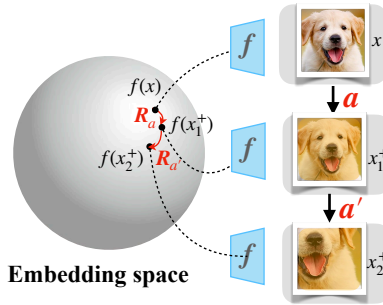 f
x
a
f(x)
R_a
f(x_1^+)
f
x_1^+
f(x_2^+)
R_a'
a'
f
x_2^+
Embedding space